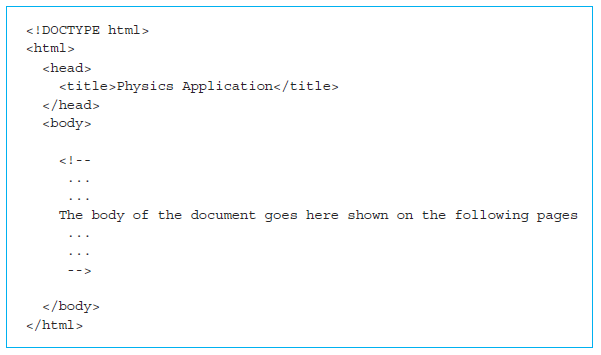 <!DOCTYPE html>
<html>
<head>
<title>Physics Application</title>
</head>
<body>
<!--
...
...
The body of the document goes here shown on the following pages
...
...
-->
</body>
</html>